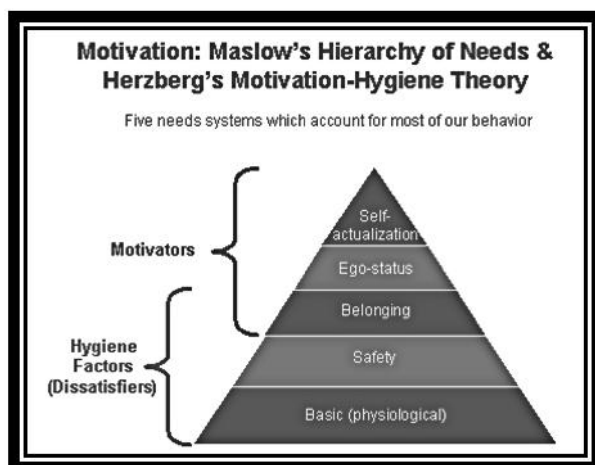 Motivation: Maslow's Hierarchy of Needs &
Herzberg's Motivation-Hygiene Theory
Five needs systems which account for most of our behavior
Self-
actualization
Motivators
Ego-status
Belonging
Hygiene
Factors
(Dissatisfiers)
Safety
Basic (physiological)